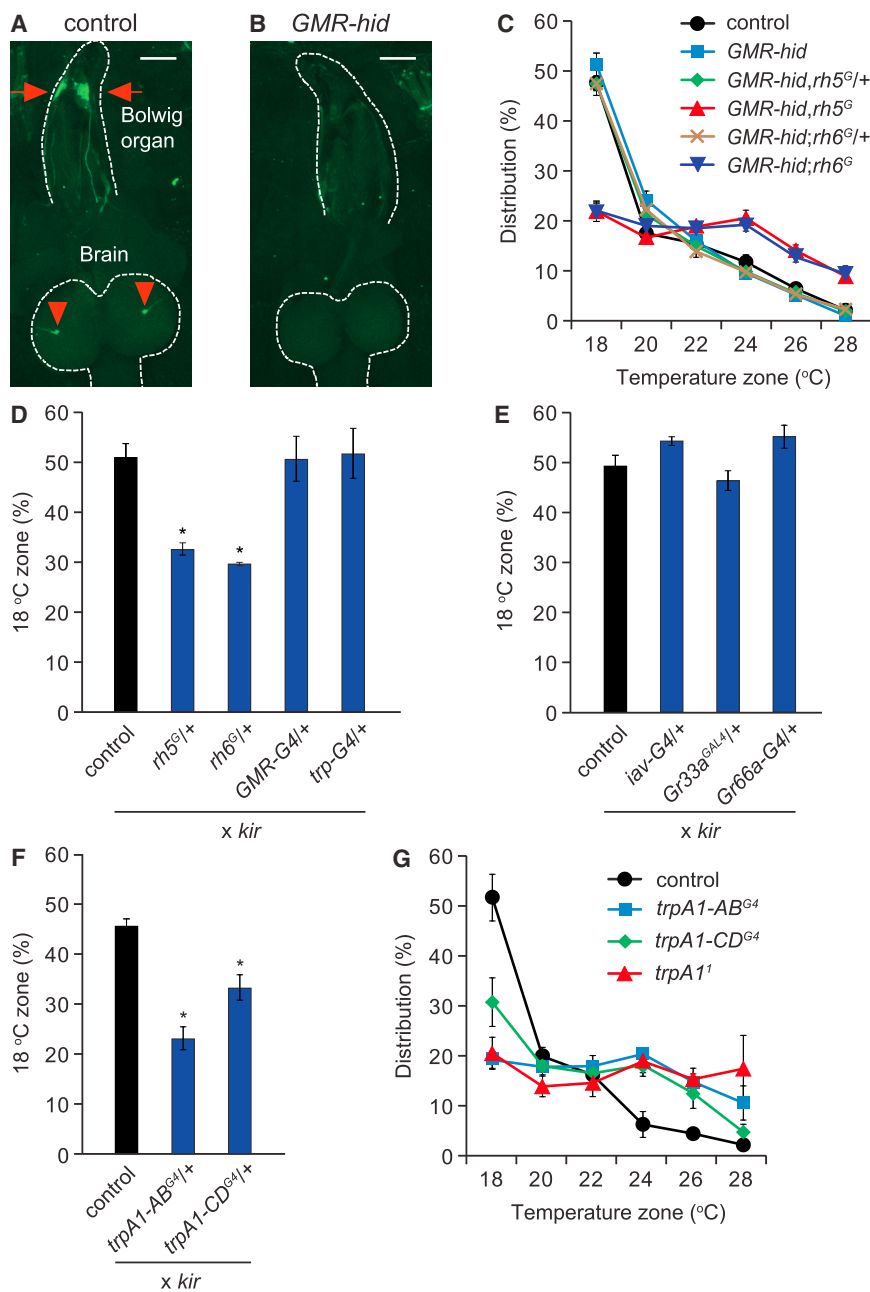 A control
B GMR-hid
Bolwig organ
Brain
C
control
GMR-hid
GMR-hid,rh5ᴳ/+
GMR-hid,rh5ᴳ
GMR-hid;rh6ᴳ/+
GMR-hid;rh6ᴳ
Distribution (%)
60
50
40
30
20
10
0
18 20 22 24 26 28
Temperature zone (°C)
D
18 °C zone (%)
60
50
40
30
20
10
0
* *
control rh5ᴳ/+ rh6ᴳ/+ GMR-G4/+ trp-G4/+
x kir
E
18 °C zone (%)
60
50
40
30
20
10
0
control iav-G4/+ Gr33aᴳᴬᴸ⁴/+ Gr66a-G4/+
x kir
F
18 °C zone (%)
60
50
40
30
20
10
0
* *
control trpA1-ABᴳ⁴/+ trpA1-CDᴳ⁴/+
x kir
G
control
trpA1-ABᴳ⁴
trpA1-CDᴳ⁴
trpA1¹
Distribution (%)
60
50
40
30
20
10
0
18 20 22 24 26 28
Temperature zone (°C)